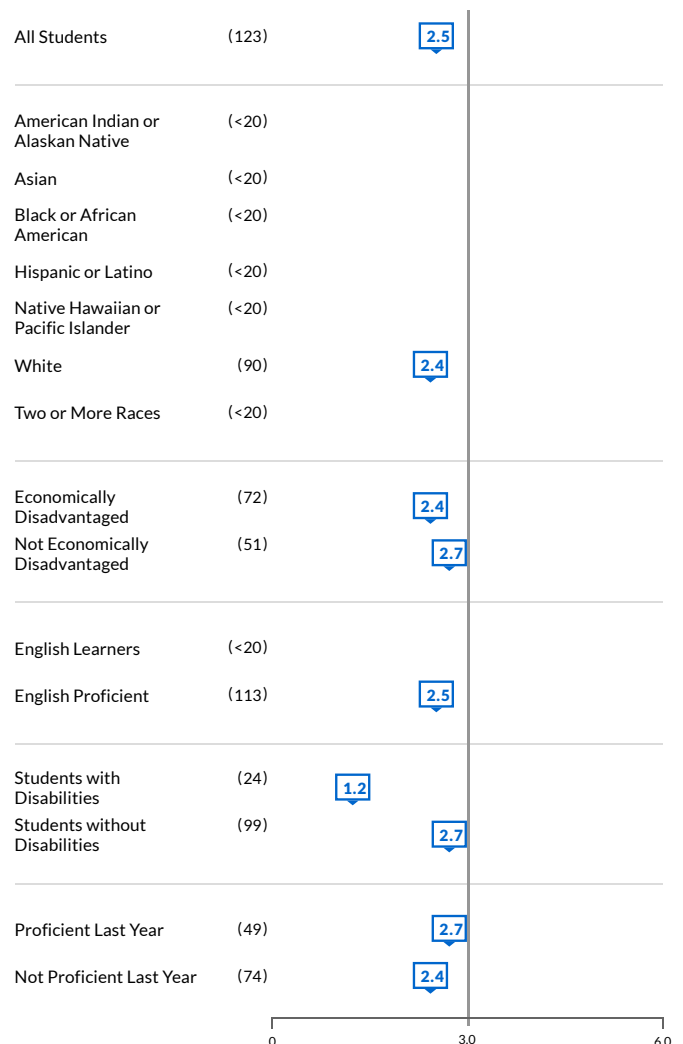 All Students (123) 2.5
American Indian or (<20)
Alaskan Native
Asian (<20)
Black or African (<20)
American
Hispanic or Latino (<20)
Native Hawaiian or (<20)
Pacific Islander
White (90) 2.4
Two or More Races (<20)
Economically (72) 2.4
Disadvantaged
Not Economically (51) 2.7
Disadvantaged
English Learners (<20)
English Proficient (113) 2.5
Students with (24) 1.2
Disabilities
Students without (99) 2.7
Disabilities
Proficient Last Year (49) 2.7
Not Proficient Last Year (74) 2.4
0 3.0 6.0